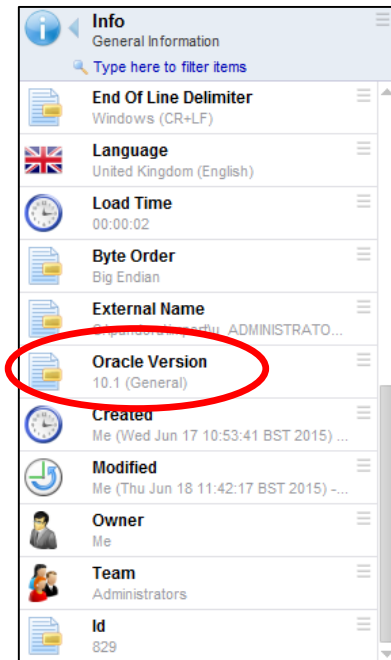 Info
General Information
Type here to filter items
End Of Line Delimiter
Windows (CR+LF)
Language
United Kingdom (English)
Load Time
00:00:02
Byte Order
Big Endian
External Name
ADMINISTRATO...
Oracle Version
10.1 (General)
Created
Me (Wed Jun 17 10:53:41 BST 2015) ...
Modified
Me (Thu Jun 18 11:42:17 BST 2015) -...
Owner
Me
Team
Administrators
Id
829